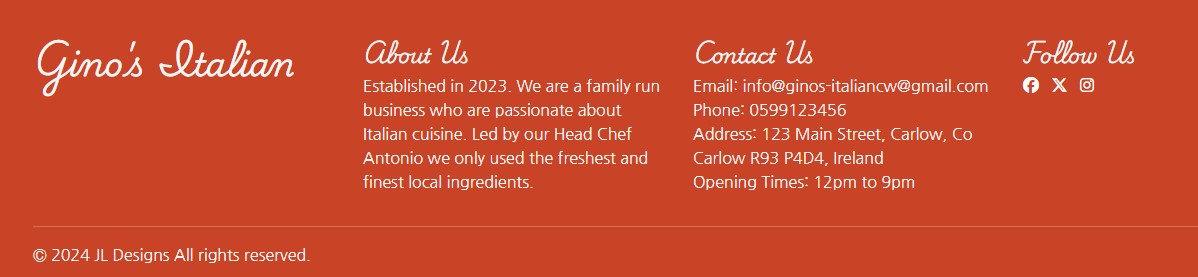 Gino's Italian
About Us
Established in 2023. We are a family run
business who are passionate about
Italian cuisine. Led by our Head Chef
Antonio we only used the freshest and
finest local ingredients.
Contact Us
Email: info@ginos-italiancw@gmail.com
Phone: 0599123456
Address: 123 Main Street, Carlow, Co
Carlow R93 P4D4, Ireland
Opening Times: 12pm to 9pm
Follow Us
© 2024 JL Designs All rights reserved.